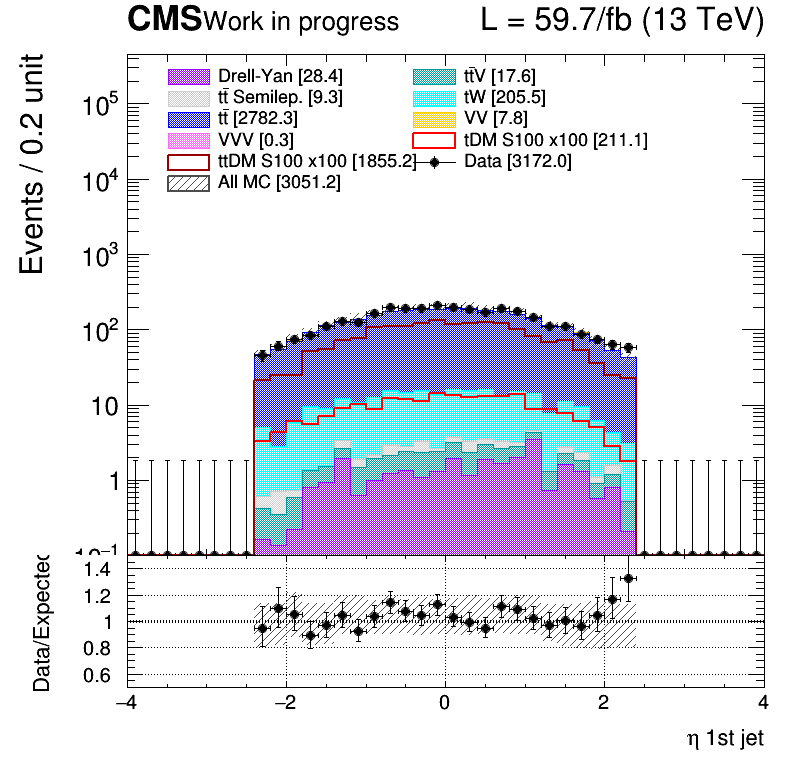 CMS Work in progress L = 59.7/fb (13 TeV)
Events / 0.2 unit
Drell-Yan [28.4] tt̄V [17.6]
tt̄ Semilep. [9.3] tW [205.5]
tt̄ [2782.3] VV [7.8]
VVV [0.3] tDM S100 x100 [211.1]
ttDM S100 x100 [1855.2] Data [3172.0]
All MC [3051.2]
10⁵
10⁴
10³
10²
10
1
10⁻¹
Data/Expected
1.4
1.2
1
0.8
0.6
−4 −2 0 2 4
η 1st jet